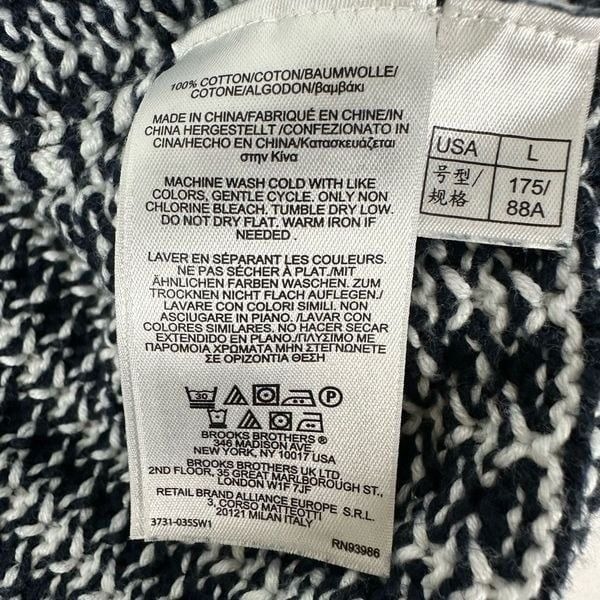 100% COTTON/COTON/BAUMWOLLE/
COTONE/ALGODON/βαμβάκι
MADE IN CHINA/FABRIQUÉ EN CHINE/IN
CHINA HERGESTELLT/CONFEZIONATO IN
CINA/HECHO EN CHINA/Κατασκευάζεται
στην Κίνα
MACHINE WASH COLD WITH LIKE
COLORS, GENTLE CYCLE. ONLY NON
CHLORINE BLEACH. TUMBLE DRY LOW.
DO NOT DRY FLAT. WARM IRON IF
NEEDED.
LAVER EN SÉPARANT LES COULEURS.
NE PAS SÉCHER À PLAT./MIT
ÄHNLICHEN FARBEN WASCHEN. ZUM
TROCKNEN NICHT FLACH AUFLEGEN./
LAVARE CON COLORI SIMILI. NON
ASCIUGARE IN PIANO./LAVAR CON
COLORES SIMILARES. NO HACER SECAR
EXTENDIDO EN PLANO./ΠΛΥΣΙΜΟ ΜΕ
ΠΑΡΟΜΟΙΑ ΧΡΩΜΑΤΑ ΜΗΝ ΣΤΕΓΝΩΝΕΤΕ
ΣΕ ΟΡΙΖΟΝΤΙΑ ΘΕΣΗ
30 P
BROOKS BROTHERS ®
346 MADISON AVE
NEW YORK, NY 10017 USA
BROOKS BROTHERS UK LTD,
2ND FLOOR, 35 GREAT MARLBOROUGH ST,
LONDON W1F 7JF
RETAIL BRAND ALLIANCE EUROPE S.R.L.
3, CORSO MATTEOTTI
20121 MILAN ITALY
3731-035SW1
RN93986
USA L
号型/规格 175/88A